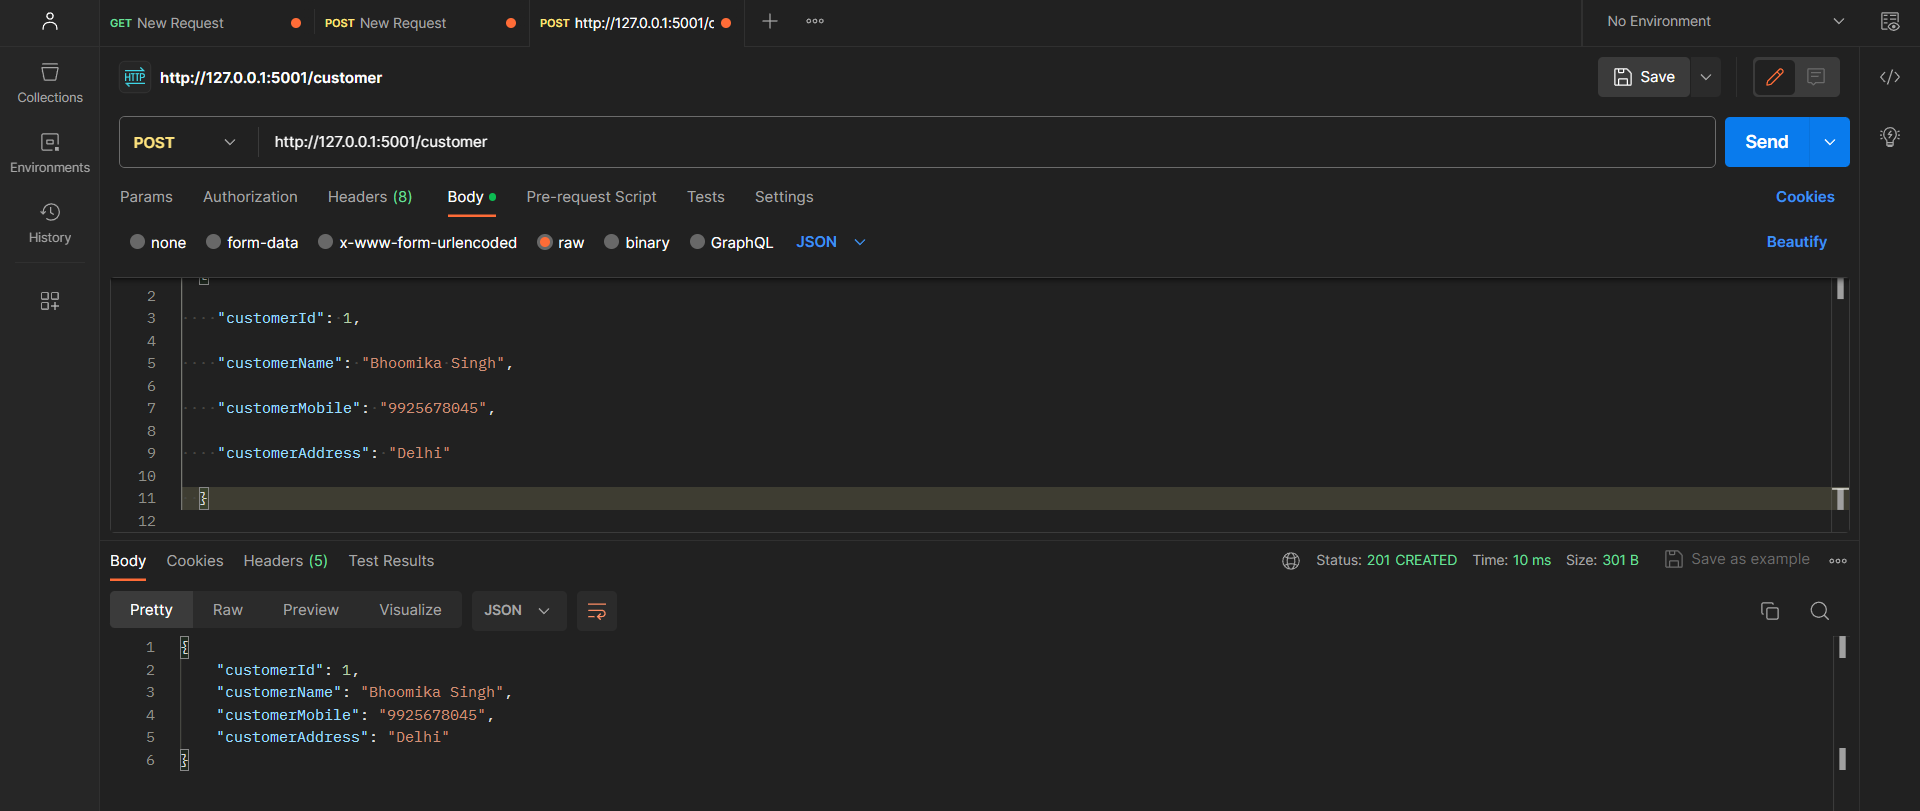 GET New Request
POST New Request
POST http://127.0.0.1:5001/c
No Environment
HTTP http://127.0.0.1:5001/customer
Save
Collections
Environments
History
POST http://127.0.0.1:5001/customer
Send
Params Authorization Headers (8) Body Pre-request Script Tests Settings Cookies
none form-data x-www-form-urlencoded raw binary GraphQL JSON Beautify
2
3 "customerId": 1,
4
5 "customerName": "Bhoomika Singh",
6
7 "customerMobile": "9925678045",
8
9 "customerAddress": "Delhi"
10
11 }
12
Body Cookies Headers (5) Test Results Status: 201 CREATED Time: 10 ms Size: 301 B Save as example
Pretty Raw Preview Visualize JSON
1 {
2 "customerId": 1,
3 "customerName": "Bhoomika Singh",
4 "customerMobile": "9925678045",
5 "customerAddress": "Delhi"
6 }